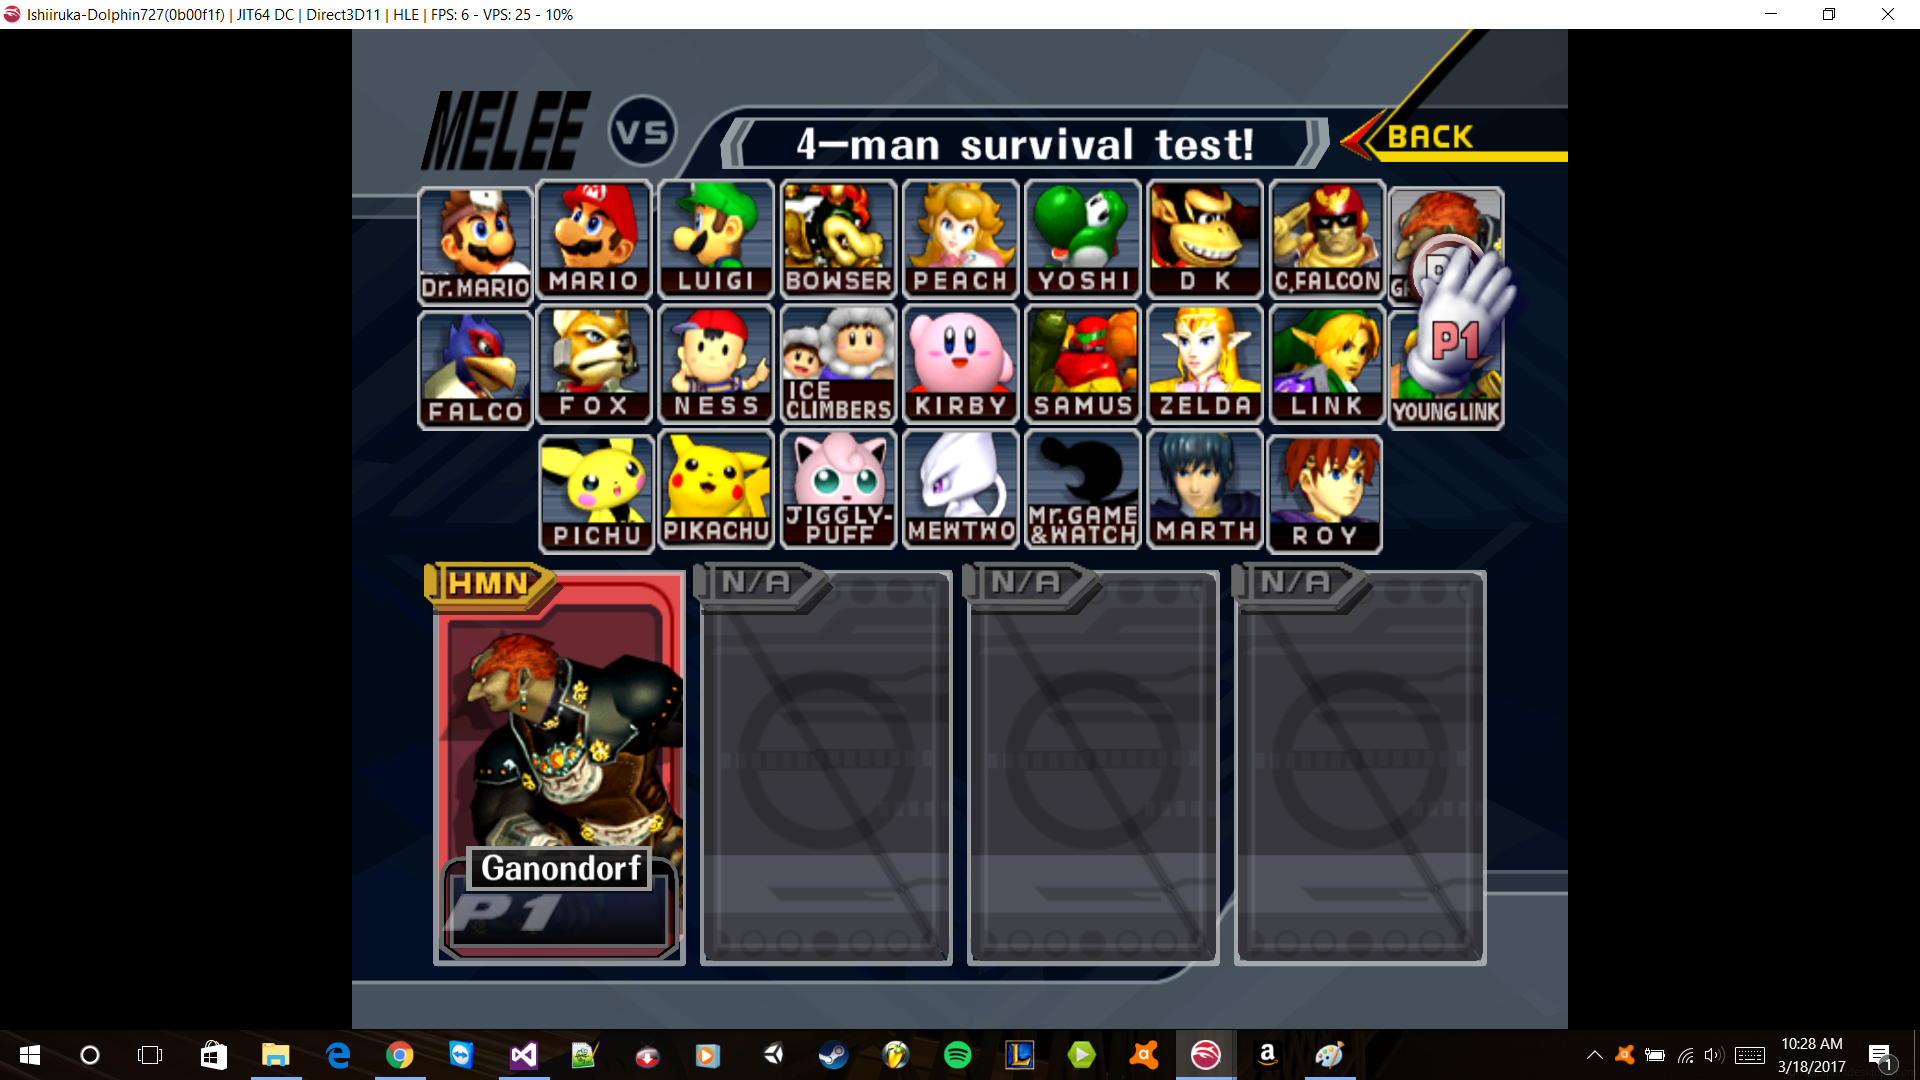 Ishiiruka-Dolphin727(0b00f1f) | JIT64 DC | Direct3D11 | HLE | FPS: 6 - VPS: 25 - 10%
MELEE VS 4-man survival test! BACK
Dr.MARIO MARIO LUIGI BOWSER PEACH YOSHI D K C.FALCON
P1
FALCO FOX NESS ICE CLIMBERS KIRBY SAMUS ZELDA LINK YOUNG LINK
PICHU PIKACHU JIGGLY-PUFF MEWTWO Mr.GAME &WATCH MARTH ROY
HMN N/A N/A N/A
Ganondorf
P1
10:28 AM
3/18/2017
1